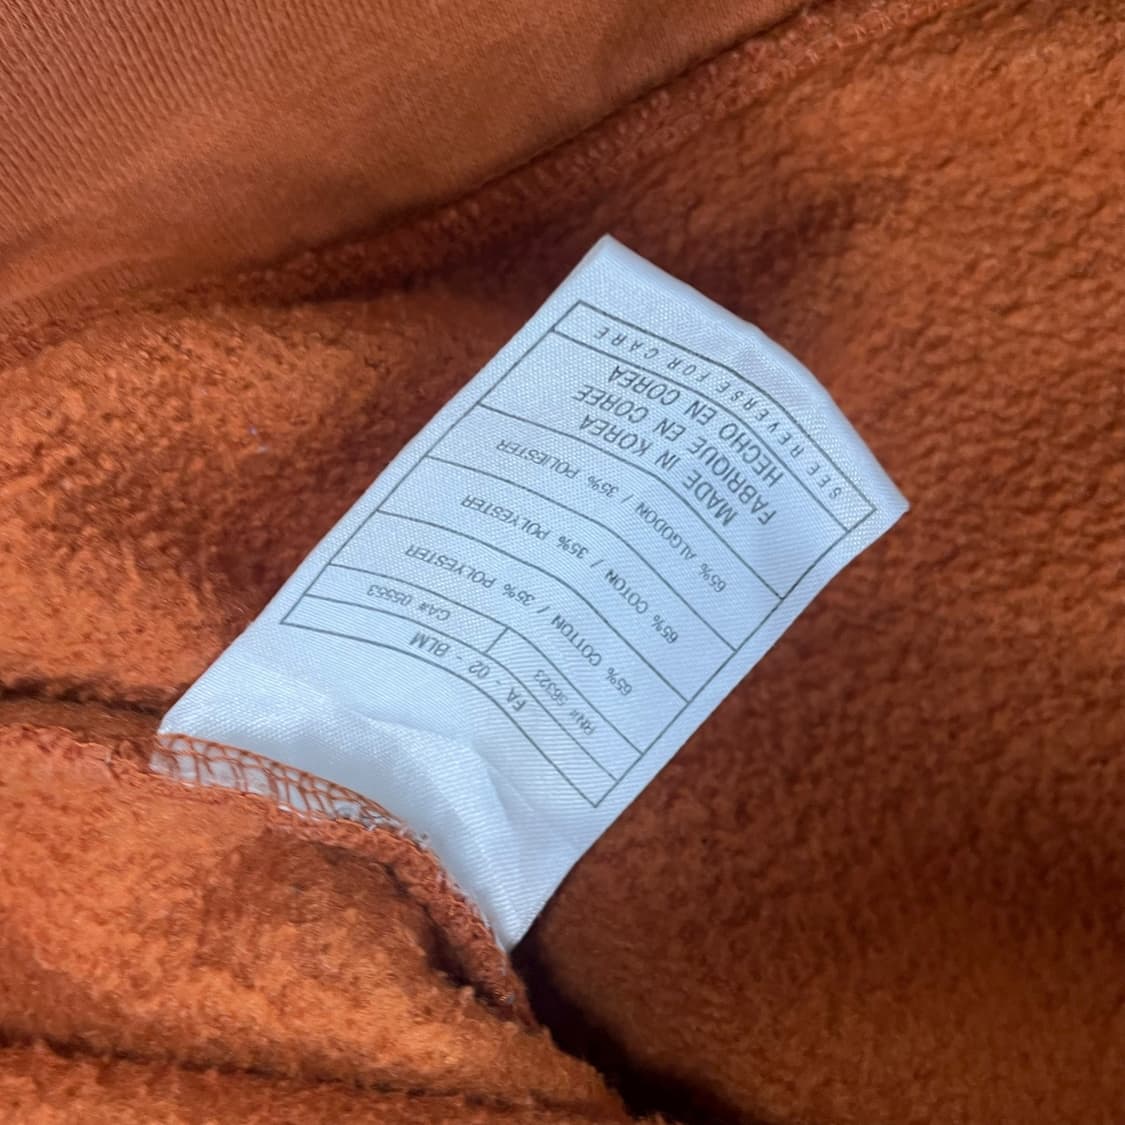 FA - 02 - BLM
RN# 56323 CA# 05553
65% COTTON / 35% POLYESTER
65% COTON / 35% POLYESTER
65% ALGODON / 35% POLIESTER
MADE IN KOREA
FABRIQUE EN COREE
HECHO EN COREA
SEE REVERSE FOR CARE